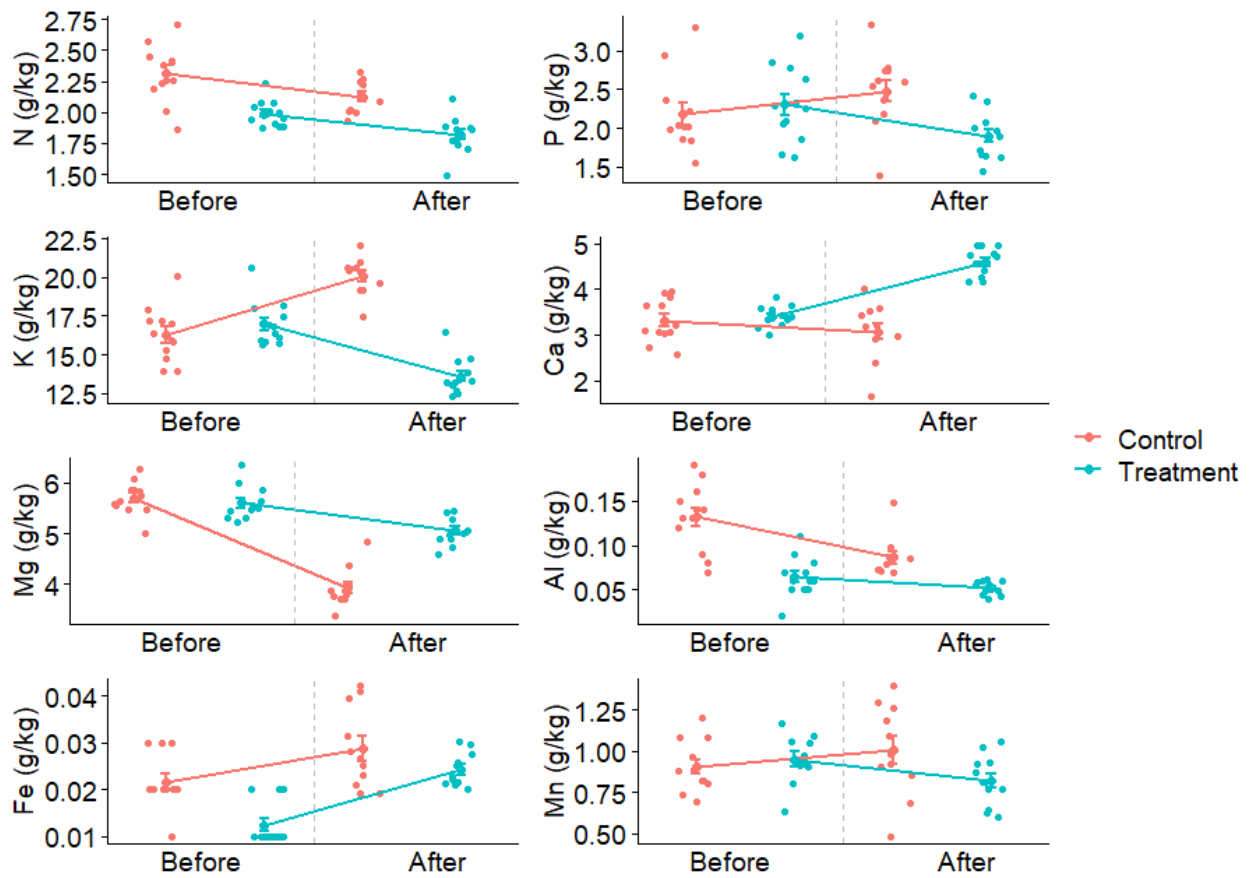 N (g/kg)
2.75
2.50
2.25
2.00
1.75
1.50
Before
After
P (g/kg)
3.0
2.5
2.0
1.5
Before
After
K (g/kg)
22.5
20.0
17.5
15.0
12.5
Before
After
Ca (g/kg)
5
4
3
2
Before
After
Mg (g/kg)
6
5
4
Before
After
Al (g/kg)
0.15
0.10
0.05
Before
After
Control
Treatment
Fe (g/kg)
0.04
0.03
0.02
0.01
Before
After
Mn (g/kg)
1.25
1.00
0.75
0.50
Before
After